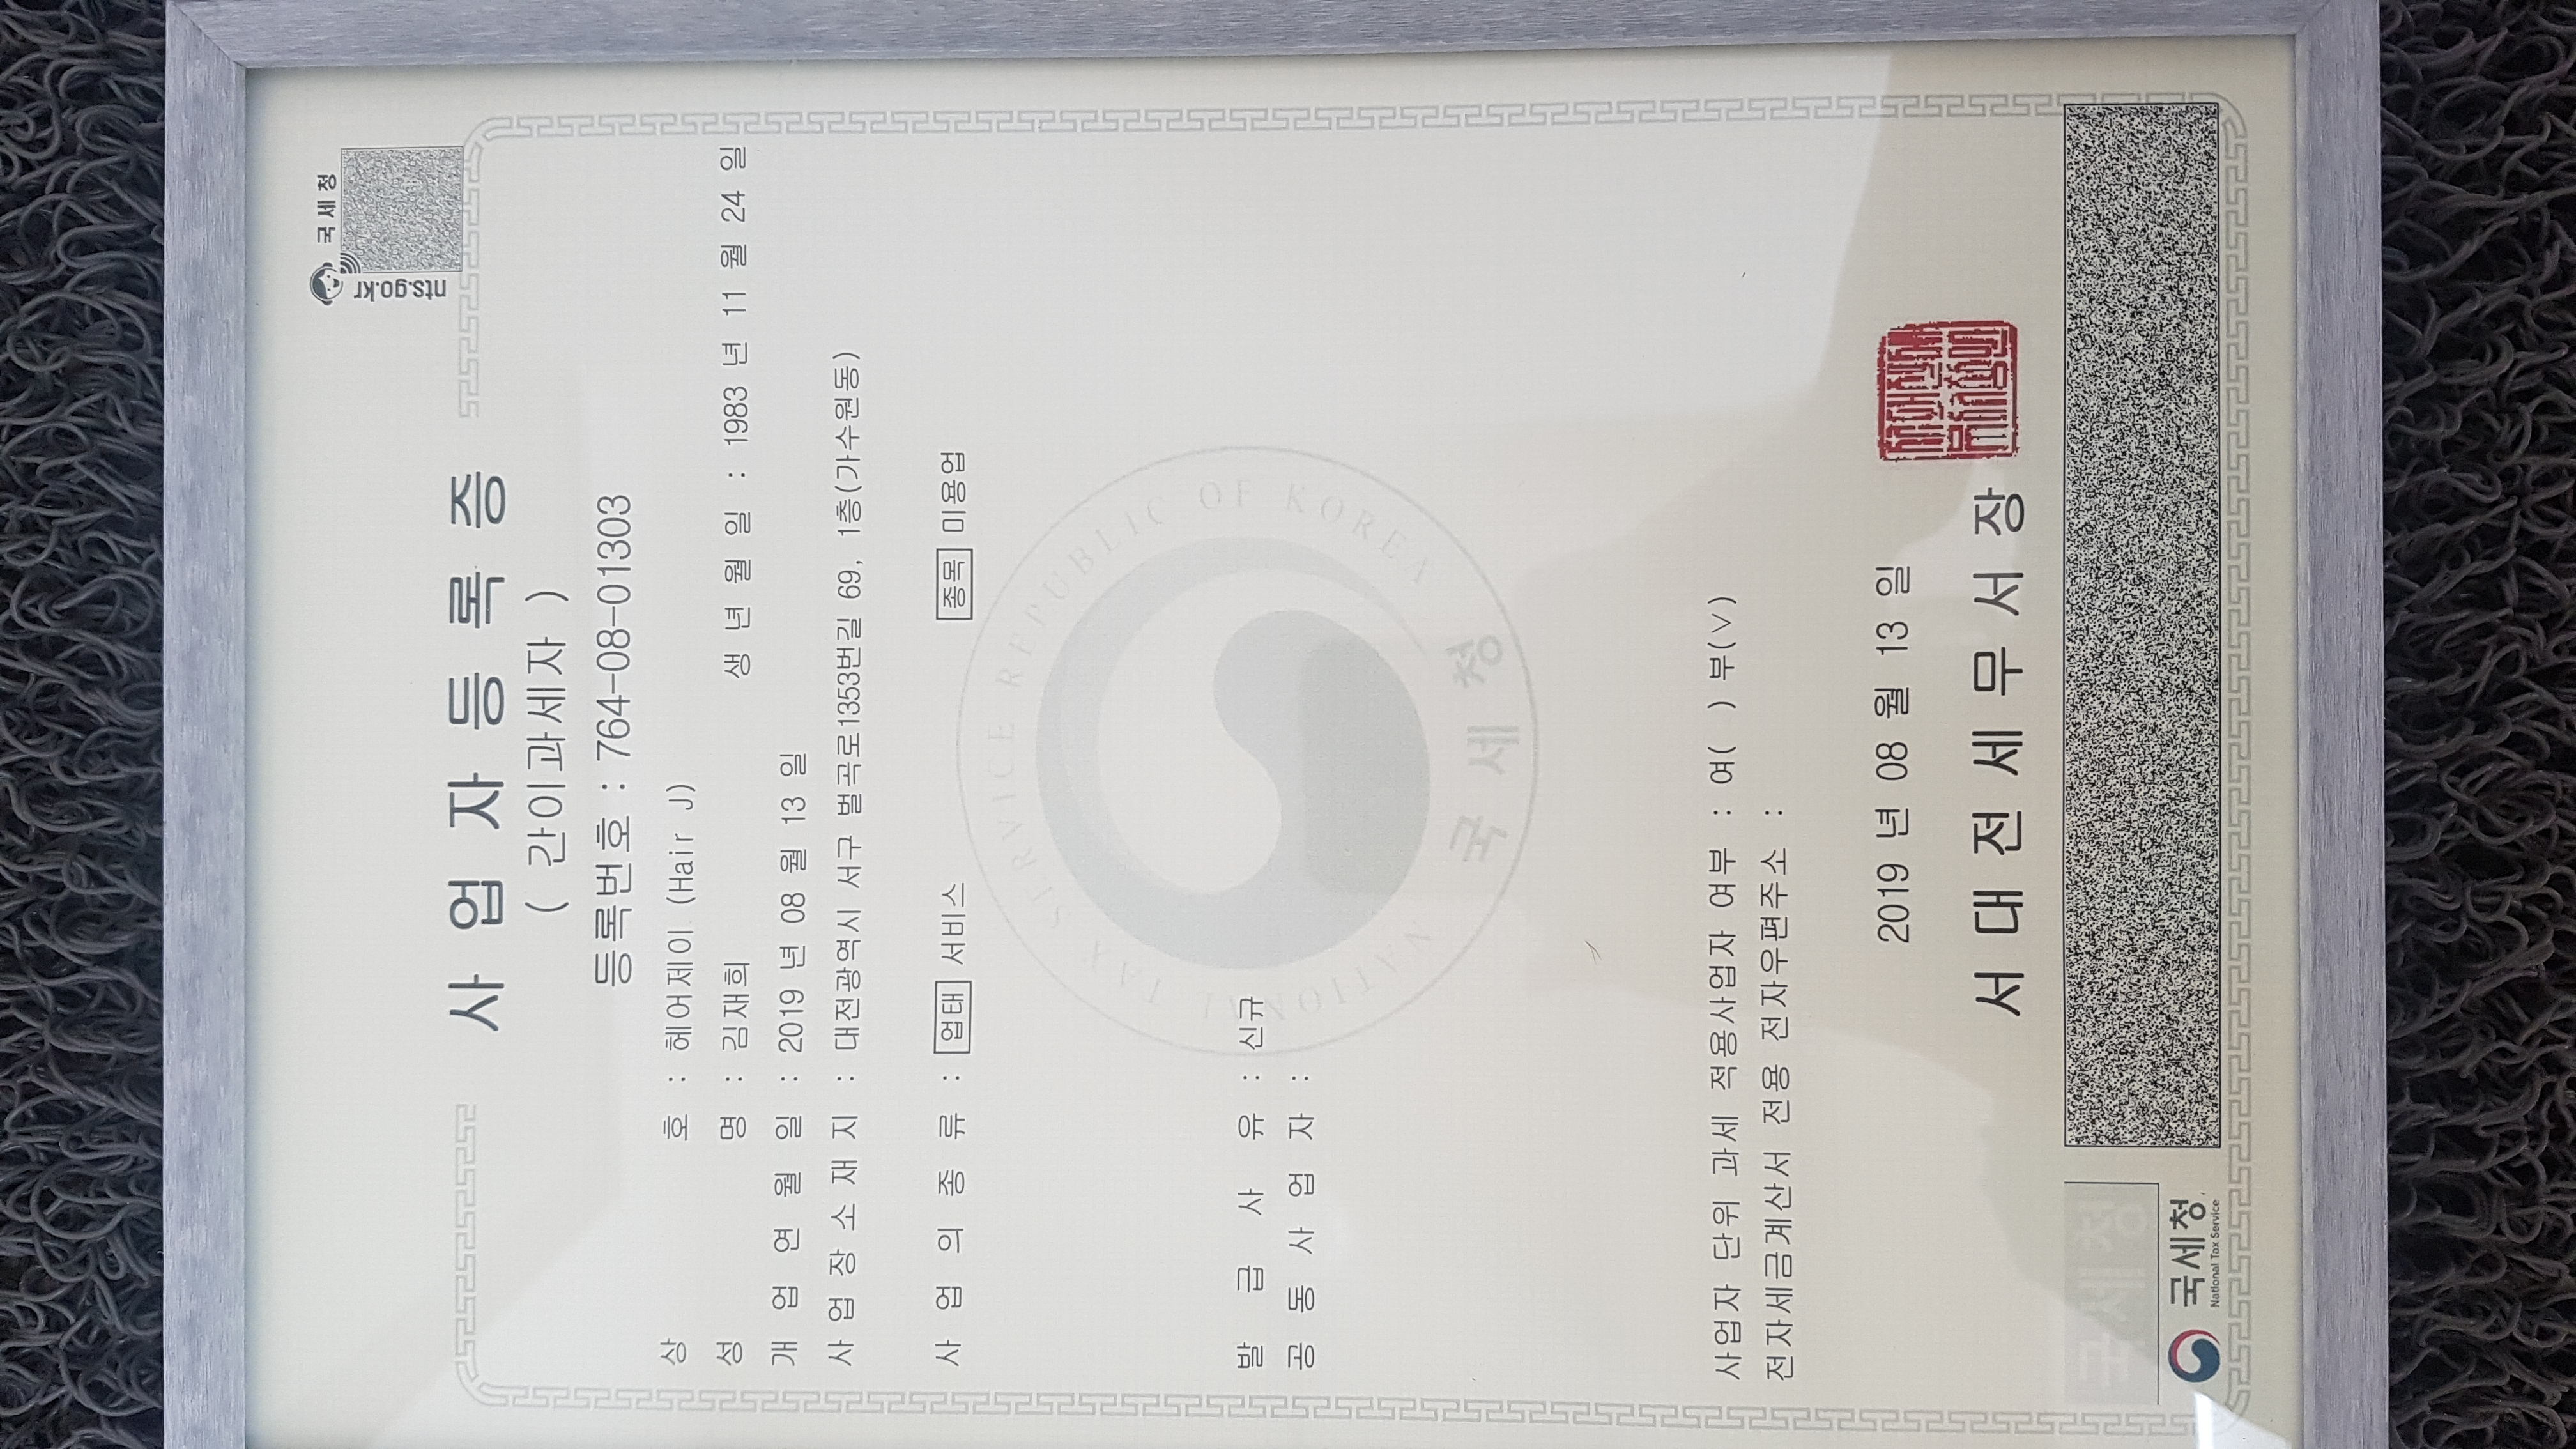 국세청
nts.go.kr
사업자등록증
( 간이과세자 )
등록번호 : 764-08-01303
상 호 : 헤어제이 (Hair J)
성 명 : 김재희 생 년 월 일 : 1983 년 11 월 24 일
개 업 연 월 일 : 2019 년 08 월 13 일
사 업 장 소 재 지 : 대전광역시 서구 벌곡로1353번길 69, 1층(가수원동)
사 업 의 종 류 : 업태 서비스 종목 미용업
NATIONAL TAX SERVICE REPUBLIC OF KOREA
국세청
발 급 사 유 : 신규
공 동 사 업 자 :
사업자 단위 과세 적용사업자 여부 : 여( ) 부(∨)
전자세금계산서 전용 전자우편주소 :
2019 년 08 월 13 일
서대전세무서장
국세청
국세청
National Tax Service